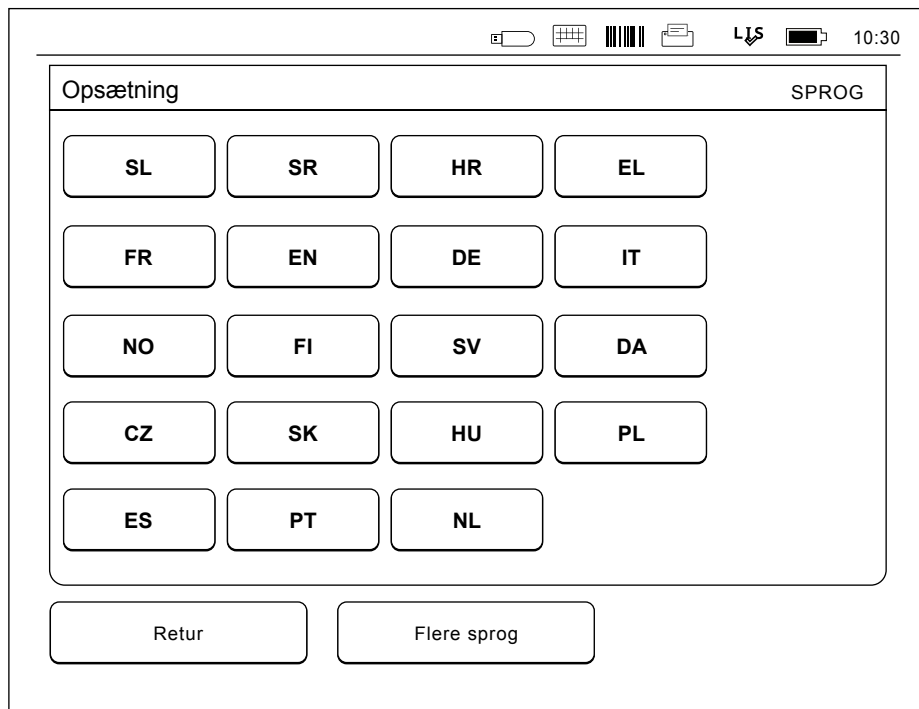 LIS 10:30
Opsætning SPROG
SL SR HR EL
FR EN DE IT
NO FI SV DA
CZ SK HU PL
ES PT NL
Retur Flere sprog